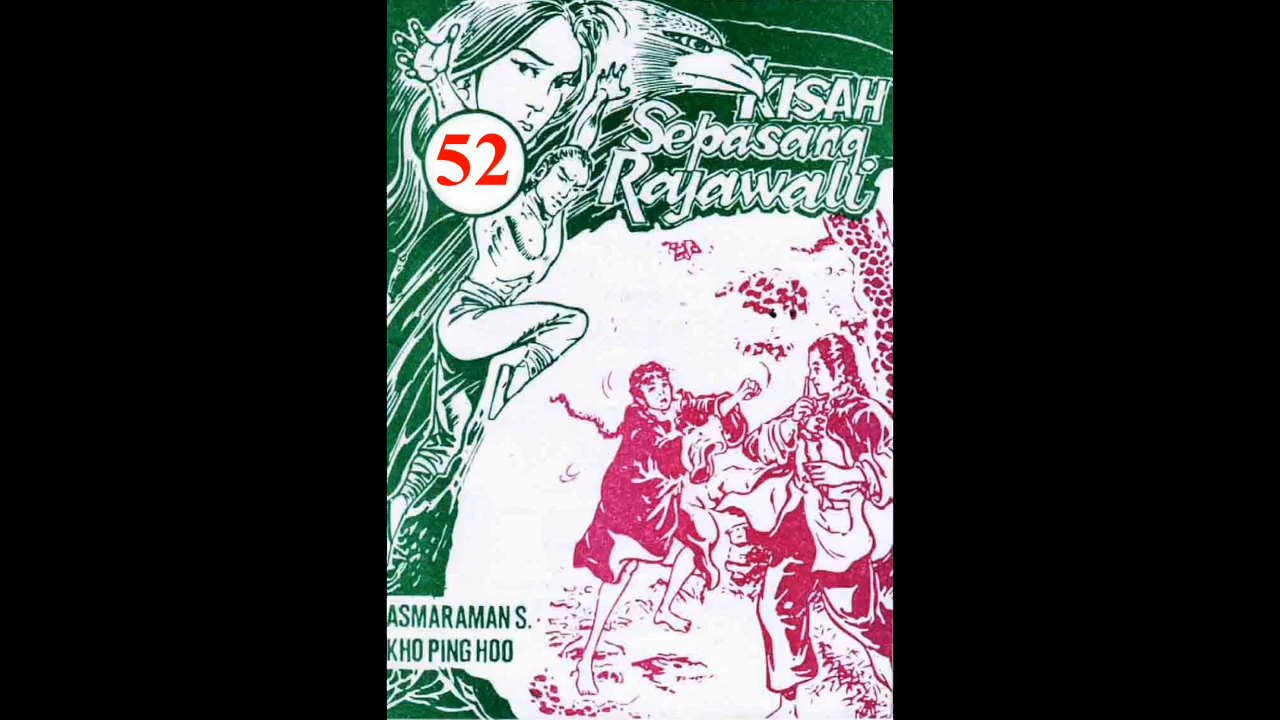 52
KISAH
Sepasang
Rajawali
ASMARAMAN S.
KHO PING HOO